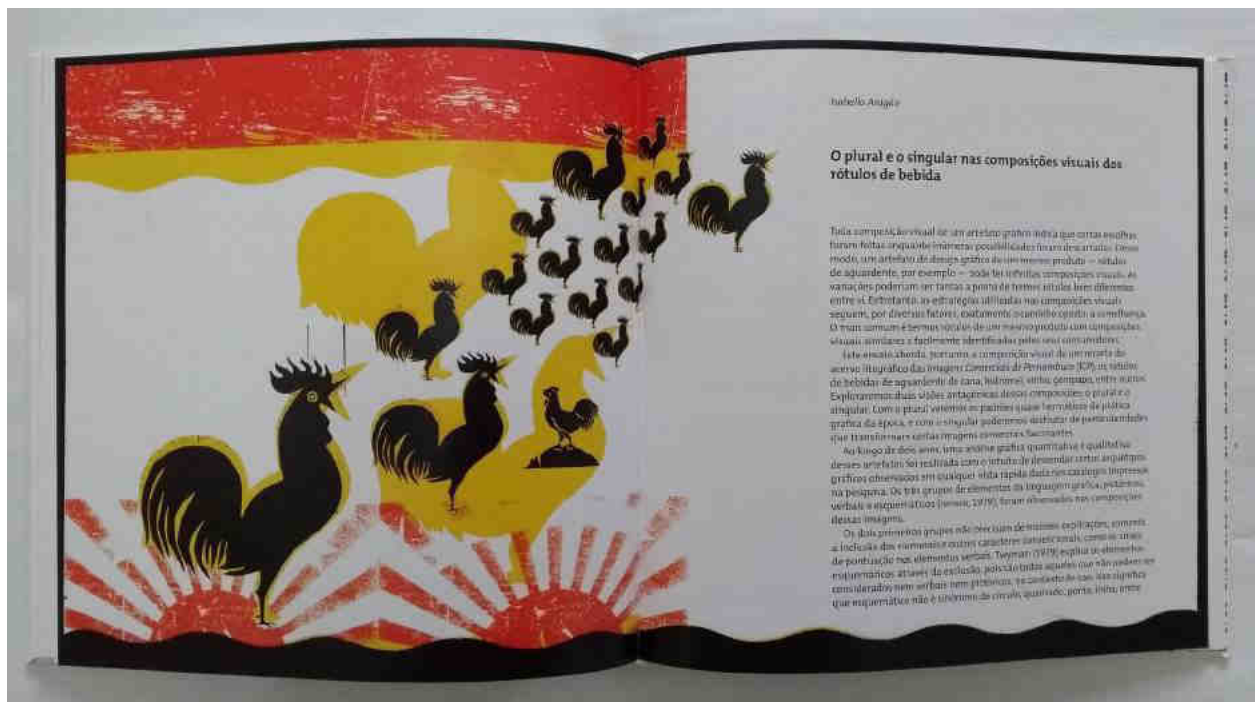 Isabella Aragão
O plural e o singular nas composições visuais dos
rótulos de bebida
Toda composição visual de um artefato gráfico indica que certas escolhas
foram feitas enquanto inúmeras possibilidades foram descartadas. Desse
modo, um artefato de design gráfico de um mesmo produto — rótulos
de aguardente, por exemplo — pode ter infinitas composições visuais. As
variações poderiam ser tantas a ponto de termos rótulos bem diferentes
entre si. Entretanto, as estratégias utilizadas nas composições visuais
seguem, por diversos fatores, exatamente o caminho oposto: a semelhança.
O mais comum é termos rótulos de um mesmo produto com composições
visuais similares e facilmente identificadas pelos seus consumidores.
Este ensaio aborda, portanto, a composição visual de um recorte do
acervo litográfico das Imagens Comerciais de Pernambuco (ICP), os rótulos
de bebidas de aguardente de cana, hidromel, vinho, genipapo, entre outros.
Exploraremos duas visões antagônicas dessas composições: o plural e o
singular. Com o plural veremos os padrões quase herméticos da prática
gráfica da época, e com o singular poderemos desfrutar de peculiaridades
que transformam certas imagens comerciais fascinantes.
Ao longo de dois anos, uma análise gráfica quantitativa e qualitativa
desses artefatos foi realizada com o intuito de desvendar certos arquétipos
gráficos observados em qualquer vista rápida dada nos catálogos impressos
na pesquisa. Os três grupos de elementos da linguagem gráfica, pictóricos,
verbais e esquemáticos (1979), foram observados nas composições
dessas imagens.
Os dois primeiros grupos não precisam de maiores explicações, somente
a inclusão dos numerais e outros caracteres convencionais, como os sinais
de pontuação nos elementos verbais. Twyman (1979) explica os elementos
esquemáticos através da exclusão, pois são todos aqueles que não podem ser
considerados nem verbais nem pictóricos, no contexto de uso. Isso significa
que esquemático não é sinônimo de círculo, quadrado, ponto, linha, entre